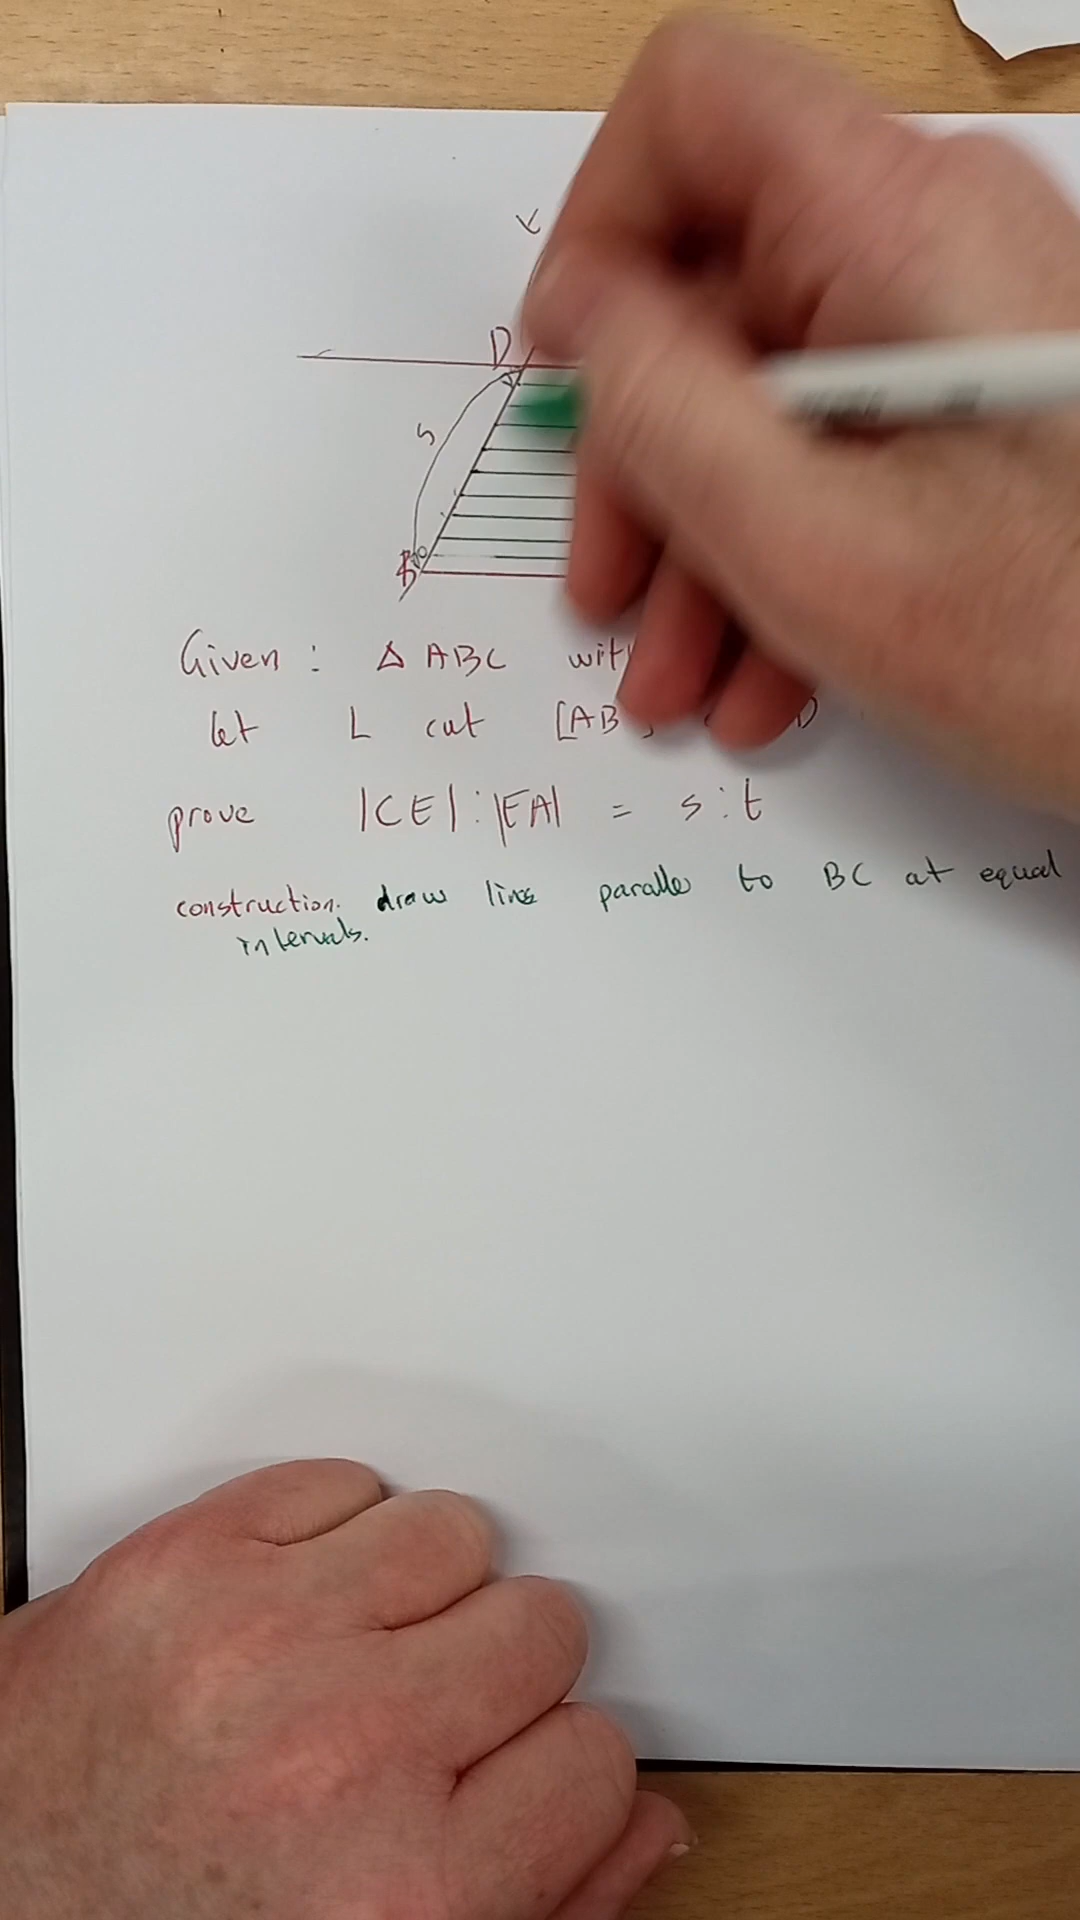 t
D
s
B
Given : Δ ABC
let L cut [AB] D
prove |CE| : |EA| = s : t
construction. draw lines parallel to BC at equal
intervals.